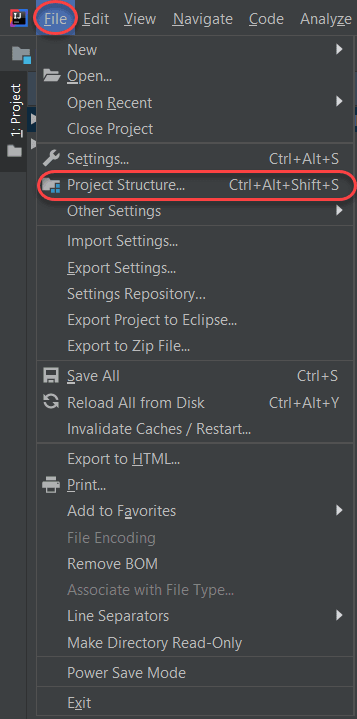 IJ
File Edit View Navigate Code Analyze
1: Project
New
Open...
Open Recent
Close Project
Settings... Ctrl+Alt+S
Project Structure... Ctrl+Alt+Shift+S
Other Settings
Import Settings...
Export Settings...
Settings Repository...
Export Project to Eclipse...
Export to Zip File...
Save All Ctrl+S
Reload All from Disk Ctrl+Alt+Y
Invalidate Caches / Restart...
Export to HTML...
Print...
Add to Favorites
File Encoding
Remove BOM
Associate with File Type...
Line Separators
Make Directory Read-Only
Power Save Mode
Exit